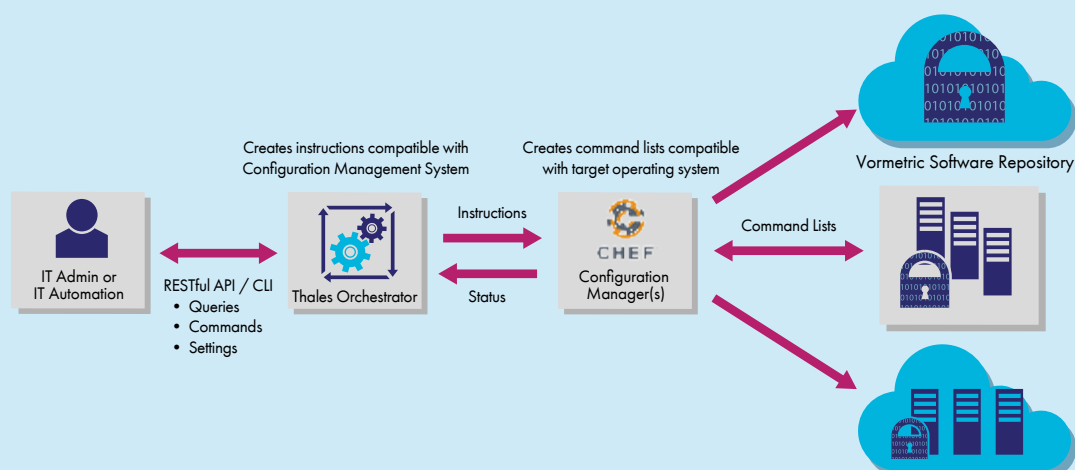 Creates instructions compatible with
Configuration Management System
Creates command lists compatible
with target operating system
Vormetric Software Repository
IT Admin or
IT Automation
RESTful API / CLI
• Queries
• Commands
• Settings
Thales Orchestrator
Instructions
Status
CHEF
Configuration
Manager(s)
Command Lists